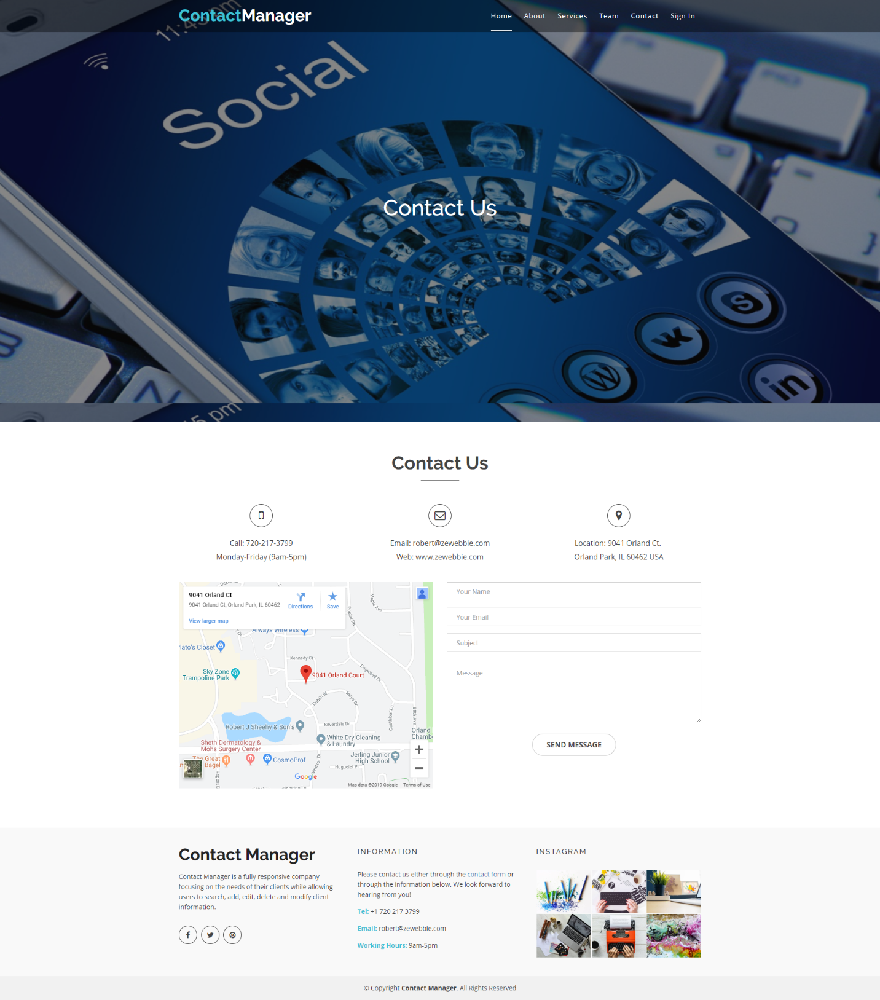 ContactManager
Home About Services Team Contact Sign In
11:45 pm
Social
Contact Us
W
in
Contact Us
Call: 720-217-3799
Monday-Friday (9am-5pm)
Email: robert@zewebbie.com
Web: www.zewebbie.com
Location: 9041 Orland Ct.
Orland Park, IL 60462 USA
9041 Orland Ct
9041 Orland Ct, Orland Park, IL 60462
View larger map
Directions
Save
Maple Ave
Poplar Rd
Always Wireless
Plato's Closet
Kennedy Ct
Sky Zone
Trampoline Park
9041 Orland Court
Dogwood Dr
Dublin St
Mayo Dr
Castlebar Ln
88th Ave
Robert J Sheehy & Son's
Silverdale Dr
White Dry Cleaning
& Laundry
Orland
Chambe
Sheth Dermatology &
Mohs Surgery Center
The Great
Bagel
CosmoProf
Windsor Dr
Jerling Junior
High School
Huguelet Pl
Regent
Google
Map data ©2019 Google Terms of Use
Your Name
Your Email
Subject
Message
SEND MESSAGE
Contact Manager
Contact Manager is a fully responsive company
focusing on the needs of their clients while allowing
users to search, add, edit, delete and modify client
information.
INFORMATION
Please contact us either through the contact form or
through the information below. We look forward to
hearing from you!
Tel: +1 720 217 3799
Email: robert@zewebbie.com
Working Hours: 9am-5pm
INSTAGRAM
© Copyright Contact Manager. All Rights Reserved